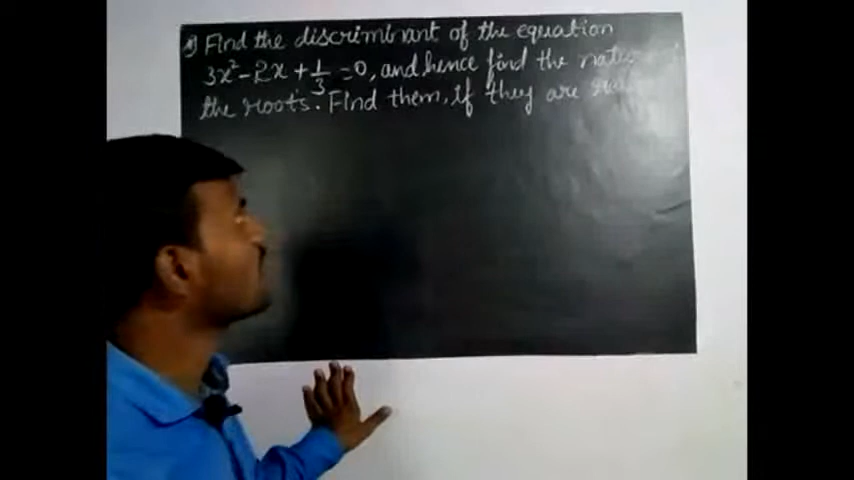 Find the discriminant of the equation
3x² - 2x + 1/3 = 0, and hence find the
the roots. Find them, if they are